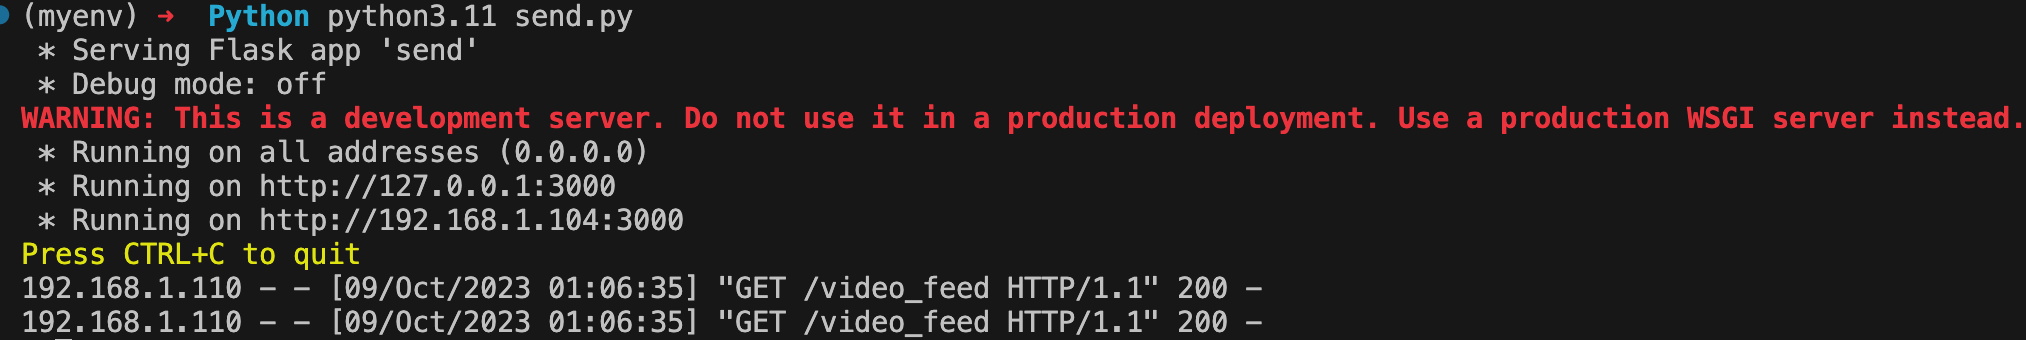 (myenv) ➜  Python python3.11 send.py
 * Serving Flask app 'send'
 * Debug mode: off
WARNING: This is a development server. Do not use it in a production deployment. Use a production WSGI server instead.
 * Running on all addresses (0.0.0.0)
 * Running on http://127.0.0.1:3000
 * Running on http://192.168.1.104:3000
Press CTRL+C to quit
192.168.1.110 - - [09/Oct/2023 01:06:35] "GET /video_feed HTTP/1.1" 200 -
192.168.1.110 - - [09/Oct/2023 01:06:35] "GET /video_feed HTTP/1.1" 200 -